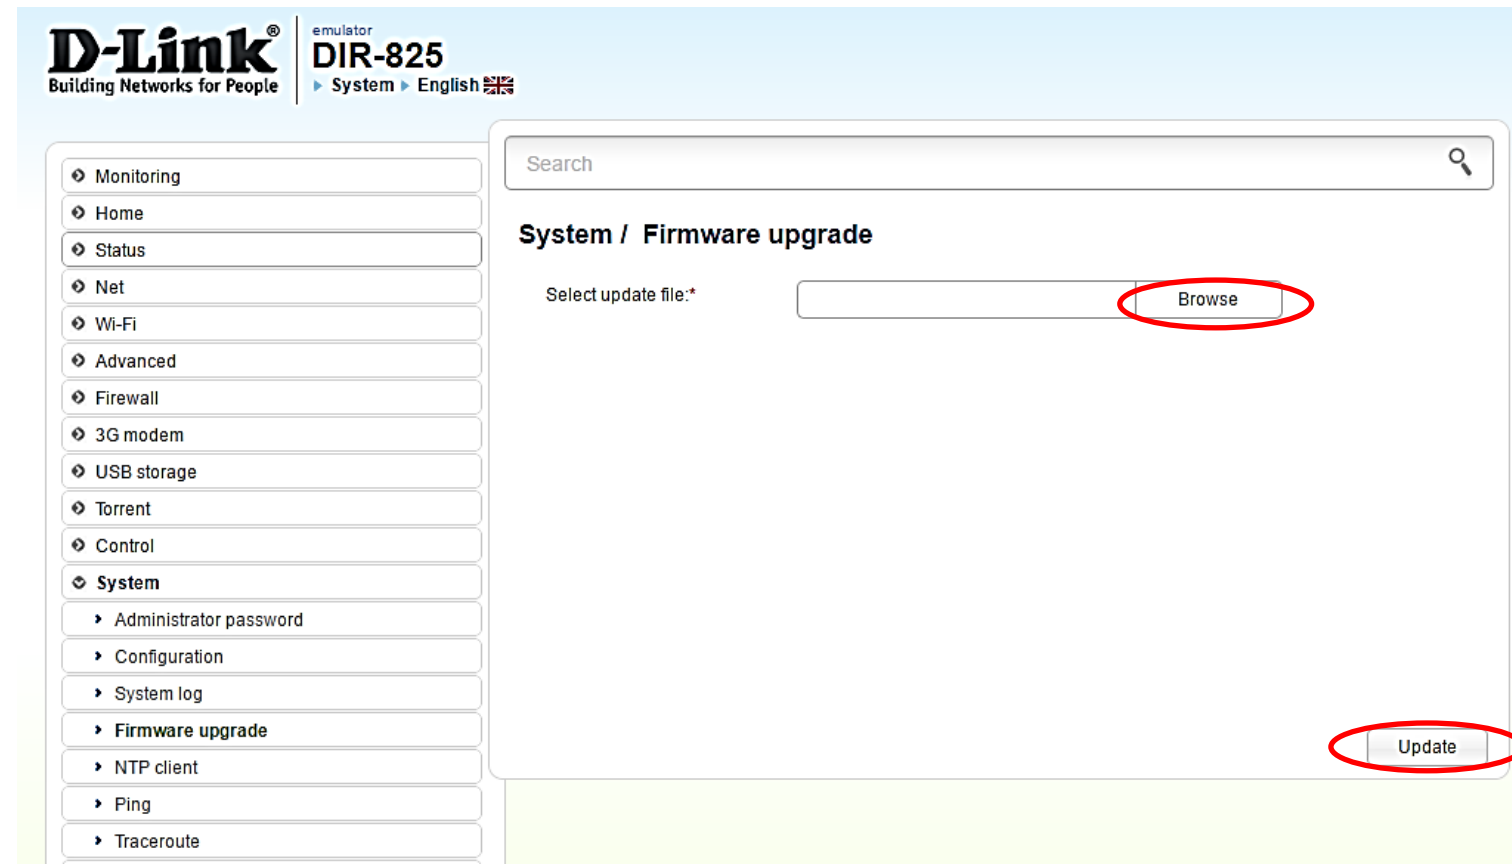 D-Link®
Building Networks for People
emulator
DIR-825
System English
Search
Monitoring
Home
Status
Net
Wi-Fi
Advanced
Firewall
3G modem
USB storage
Torrent
Control
System
Administrator password
Configuration
System log
Firmware upgrade
NTP client
Ping
Traceroute
System / Firmware upgrade
Select update file:*
Browse
Update